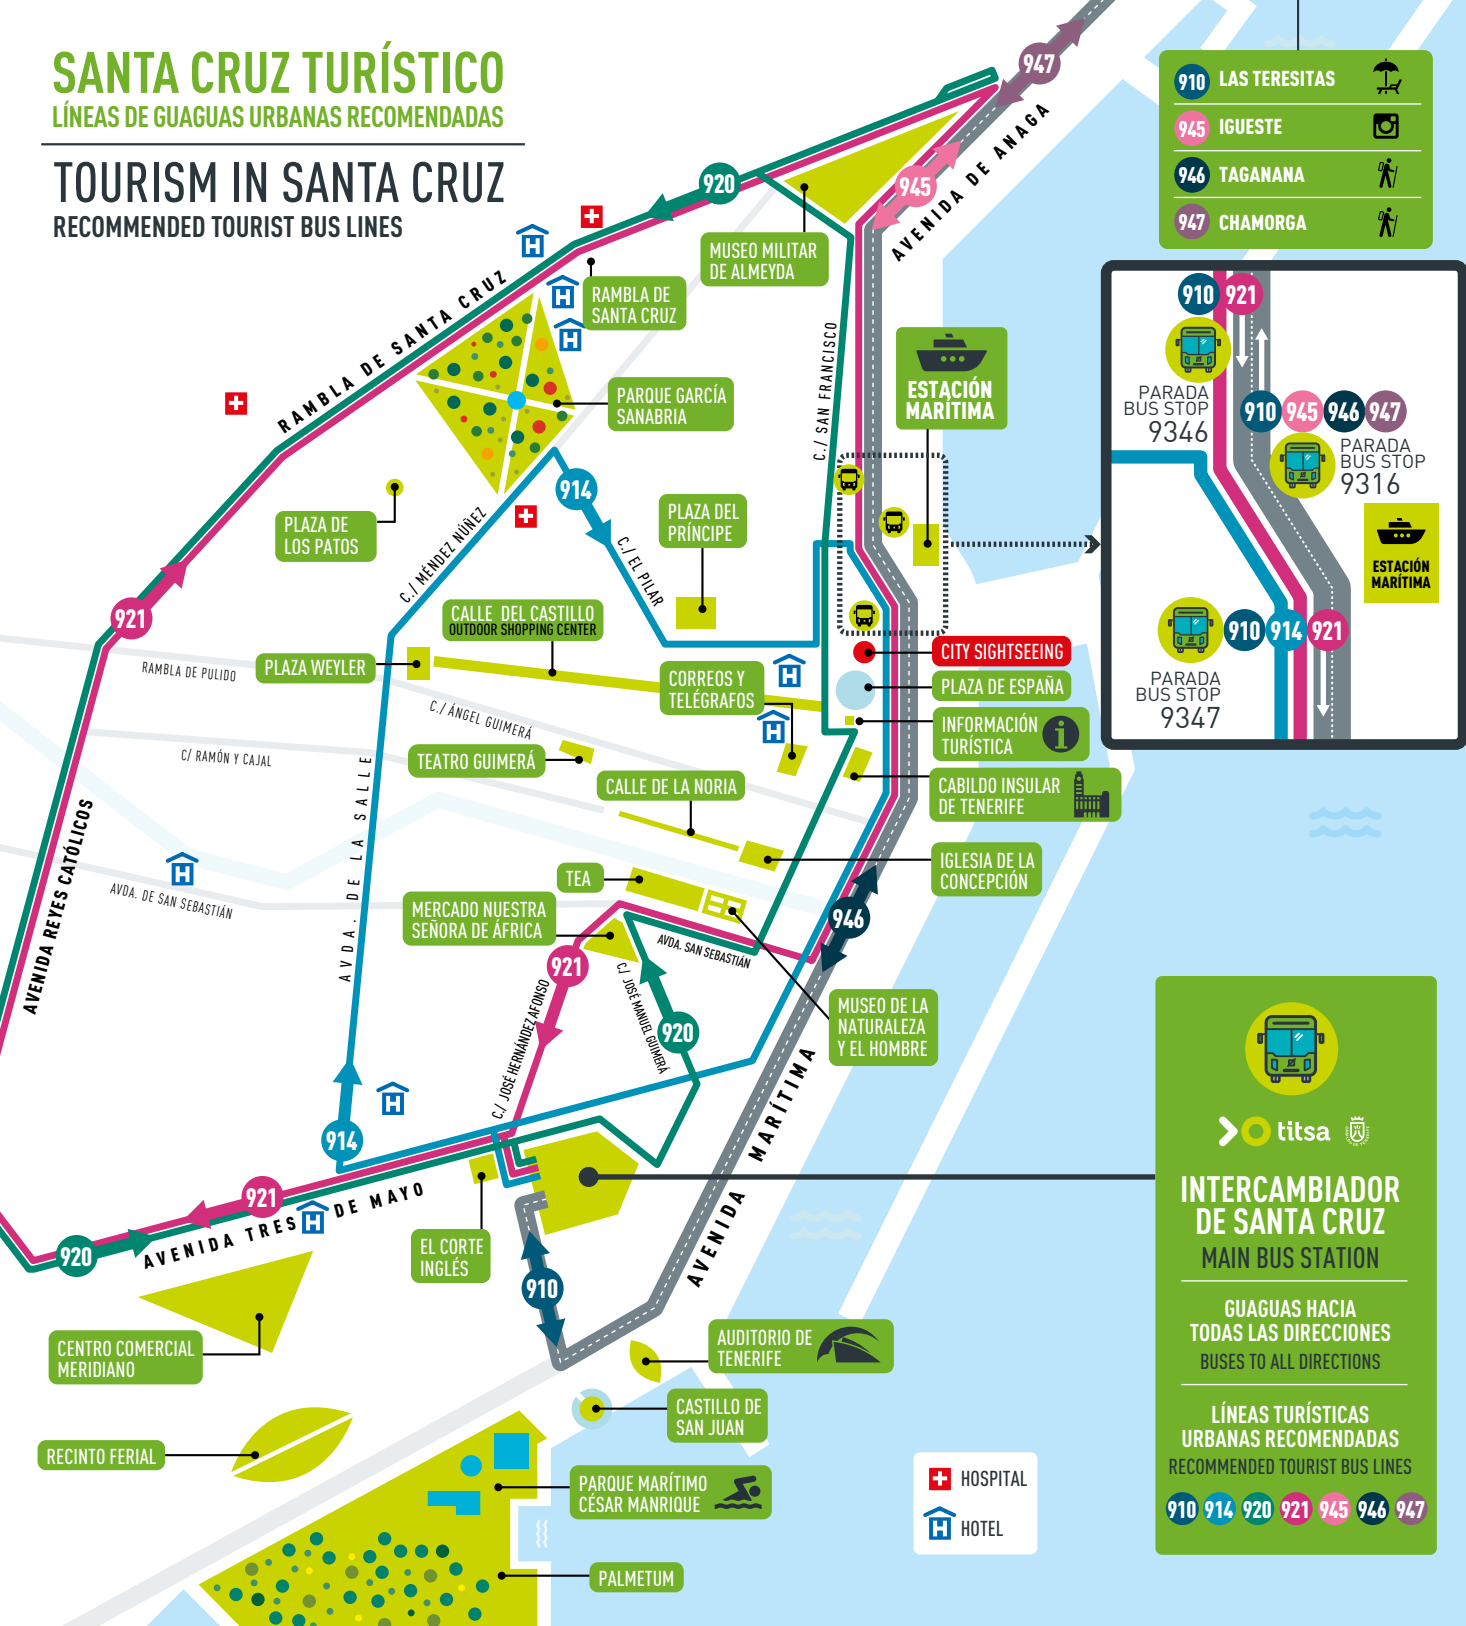 SANTA CRUZ TURÍSTICO
LÍNEAS DE GUAGUAS URBANAS RECOMENDADAS
TOURISM IN SANTA CRUZ
RECOMMENDED TOURIST BUS LINES
947
910 LAS TERESITAS
945 IGUESTE
946 TAGANANA
947 CHAMORGA
AVENIDA DE ANAGA
945
920
MUSEO MILITAR
DE ALMEYDA
RAMBLA DE
SANTA CRUZ
RAMBLA DE SANTA CRUZ
PARQUE GARCÍA
SANABRIA
C./ SAN FRANCISCO
ESTACIÓN
MARÍTIMA
910 921
PARADA
BUS STOP
9346
910 945 946 947
PARADA
BUS STOP
9316
ESTACIÓN
MARÍTIMA
910 914 921
PARADA
BUS STOP
9347
914
PLAZA DE
LOS PATOS
C./ MÉNDEZ NÚÑEZ
C./ EL PILAR
PLAZA DEL
PRÍNCIPE
921
CALLE DEL CASTILLO
OUTDOOR SHOPPING CENTER
RAMBLA DE PULIDO
PLAZA WEYLER
CITY SIGHTSEEING
PLAZA DE ESPAÑA
CORREOS Y
TELÉGRAFOS
C./ ÁNGEL GUIMERÁ
INFORMACIÓN
TURÍSTICA
i
C/ RAMÓN Y CAJAL
TEATRO GUIMERÁ
CALLE DE LA NORIA
CABILDO INSULAR
DE TENERIFE
AVDA. DE LA SALLE
AVENIDA REYES CATÓLICOS
AVDA. DE SAN SEBASTIÁN
TEA
IGLESIA DE LA
CONCEPCIÓN
MERCADO NUESTRA
SEÑORA DE ÁFRICA
946
AVDA. SAN SEBASTIÁN
921
C./ JOSÉ HERNÁNDEZ AFONSO
C./ JOSÉ MANUEL GUIMERÁ
920
MUSEO DE LA
NATURALEZA
Y EL HOMBRE
AVENIDA MARÍTIMA
914
921
920
AVENIDA TRES DE MAYO
EL CORTE
INGLÉS
910
CENTRO COMERCIAL
MERIDIANO
AUDITORIO DE
TENERIFE
CASTILLO DE
SAN JUAN
RECINTO FERIAL
PARQUE MARÍTIMO
CÉSAR MANRIQUE
PALMETUM
H HOSPITAL
H HOTEL
titsa
INTERCAMBIADOR
DE SANTA CRUZ
MAIN BUS STATION
GUAGUAS HACIA
TODAS LAS DIRECCIONES
BUSES TO ALL DIRECTIONS
LÍNEAS TURÍSTICAS
URBANAS RECOMENDADAS
RECOMMENDED TOURIST BUS LINES
910 914 920 921 945 946 947